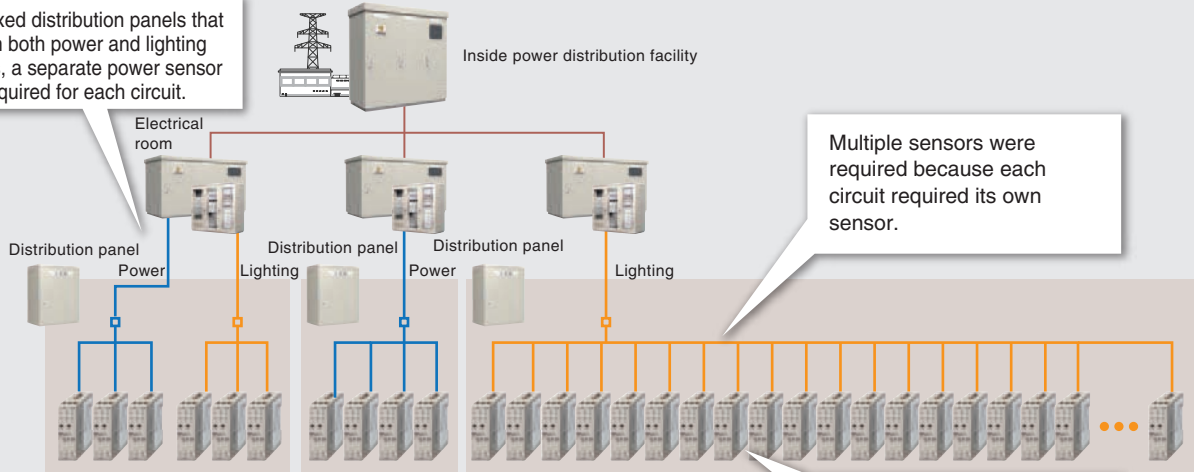 xed distribution panels that
both power and lighting
, a separate power sensor
quired for each circuit.
Inside power distribution facility
Electrical
room
Multiple sensors were
required because each
circuit required its own
sensor.
Distribution panel
Distribution panel
Distribution panel
Power
Lighting
Power
Lighting